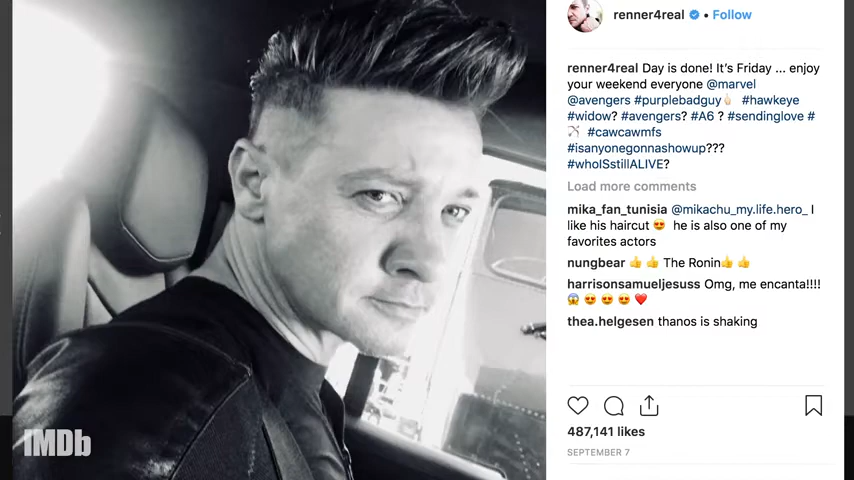 renner4real • Follow
renner4real Day is done! It's Friday ... enjoy
your weekend everyone @marvel
@avengers #purplebadguy🖕🏻 #hawkeye
#widow? #avengers? #A6 ? #sendinglove #
🏹 #cawcawmfs
#isanyonegonnashowup???
#whoISstillALIVE?
Load more comments
mika_fan_tunisia @mikachu_my.life.hero_ I
like his haircut 😍 he is also one of my
favorites actors
nungbear 👍👍 The Ronin👍👍
harrisonsamueljesuss Omg, me encanta!!!!
😱 😍 😍 😍 ❤️
thea.helgesen thanos is shaking
487,141 likes
SEPTEMBER 7
IMDb